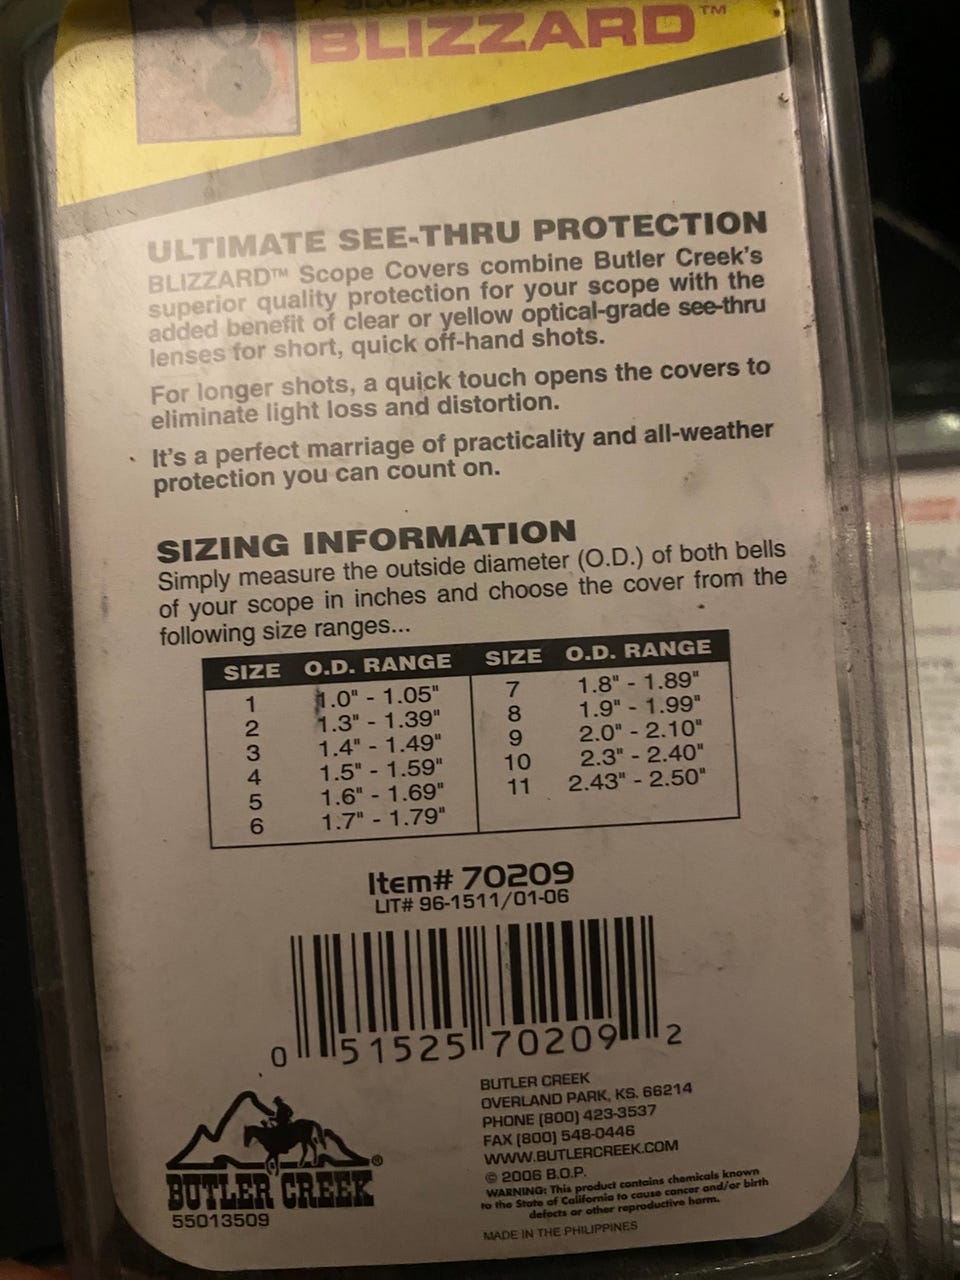 BLIZZARD™
ULTIMATE SEE-THRU PROTECTION
BLIZZARD™ Scope Covers combine Butler Creek's
superior quality protection for your scope with the
added benefit of clear or yellow optical-grade see-thru
lenses for short, quick off-hand shots.
For longer shots, a quick touch opens the covers to
eliminate light loss and distortion.
It's a perfect marriage of practicality and all-weather
protection you can count on.
SIZING INFORMATION
Simply measure the outside diameter (O.D.) of both bells
of your scope in inches and choose the cover from the
following size ranges...
SIZE O.D. RANGE SIZE O.D. RANGE
1 1.0" - 1.05" 7 1.8" - 1.89"
2 1.3" - 1.39" 8 1.9" - 1.99"
3 1.4" - 1.49" 9 2.0" - 2.10"
4 1.5" - 1.59" 10 2.3" - 2.40"
5 1.6" - 1.69" 11 2.43" - 2.50"
6 1.7" - 1.79"
Item# 70209
LIT# 96-1511/01-06
0 51525 70209 2
BUTLER CREEK®
55013509
BUTLER CREEK
OVERLAND PARK, KS. 66214
PHONE (800) 423-3537
FAX (800) 548-0446
WWW.BUTLERCREEK.COM
© 2006 B.O.P.
WARNING: This product contains chemicals known
to the State of California to cause cancer and/or birth
defects or other reproductive harm.
MADE IN THE PHILIPPINES